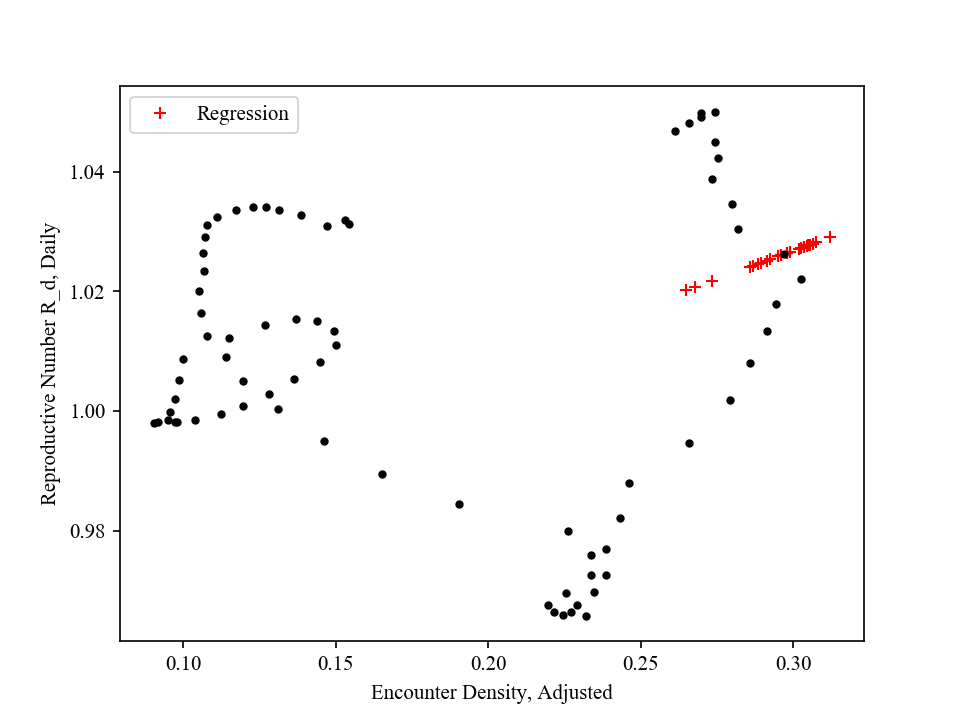 Regression
1.04
1.02
1.00
0.98
Reproductive Number R_d, Daily
0.10 0.15 0.20 0.25 0.30
Encounter Density, Adjusted